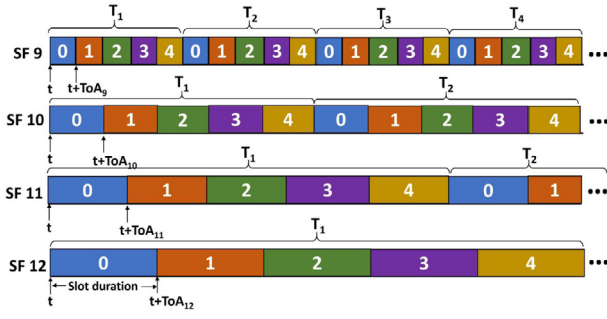 T1 T2 T3 T4
SF 9 0 1 2 3 4 0 1 2 3 4 0 1 2 3 4 0 1 2 3 4 ...
t t+ToA9
T1 T2
SF 10 0 1 2 3 4 0 1 2 3 4 ...
t t+ToA10
T1 T2
SF 11 0 1 2 3 4 0 1 ...
t t+ToA11
T1
SF 12 0 1 2 3 4 ...
Slot duration
t t+ToA12